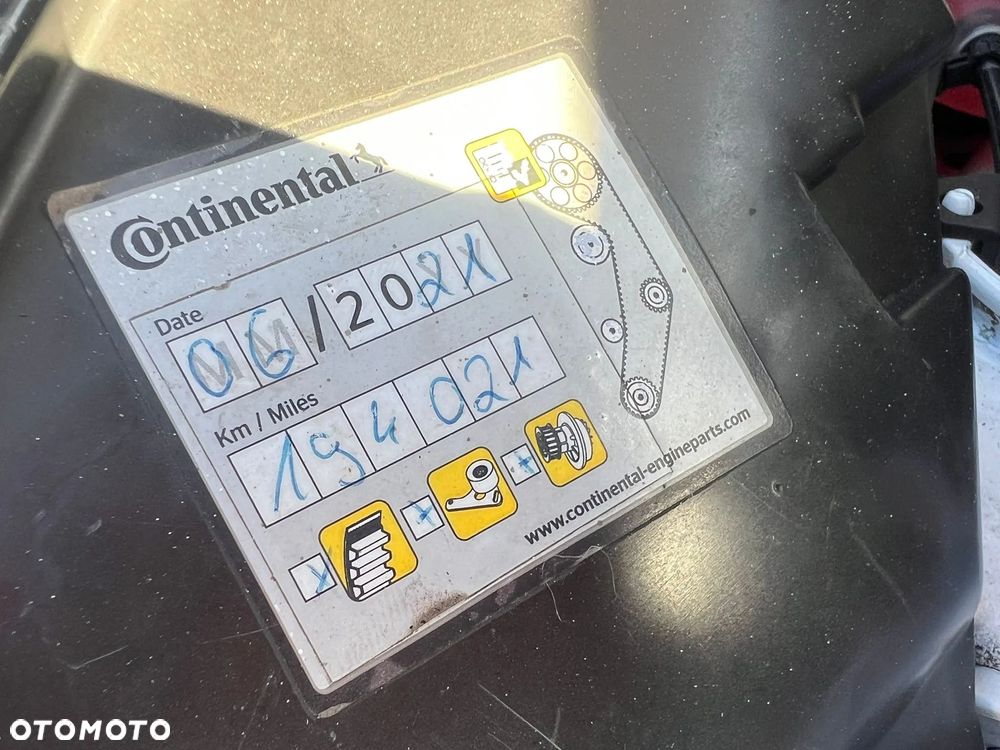 Continental
Date
06/2021
Km / Miles
194021
www.continental-engineparts.com
OTOMOTO